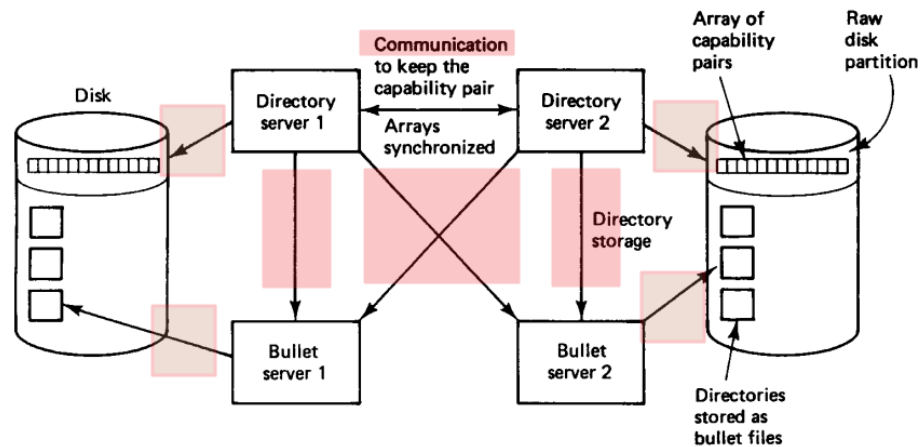 Communication
to keep the
capability pair
Arrays
synchronized
Array of
capability
pairs
Raw
disk
partition
Disk
Directory
server 1
Directory
server 2
Directory
storage
Bullet
server 1
Bullet
server 2
Directories
stored as
bullet files